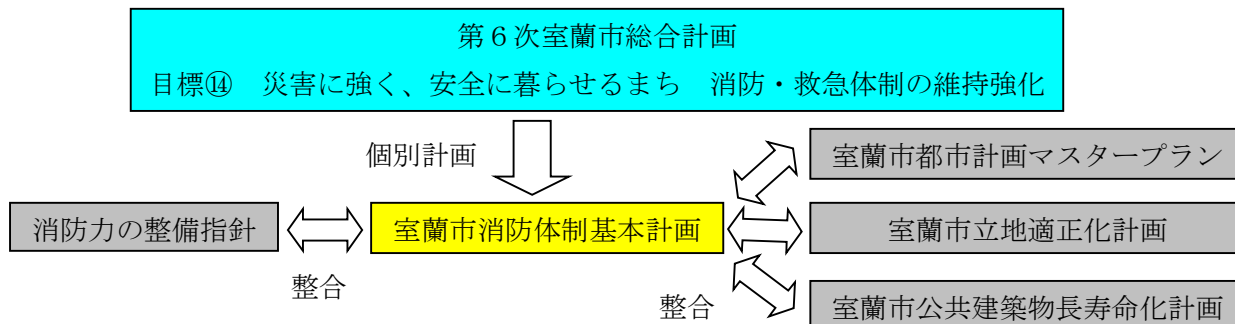 第６次室蘭市総合計画
目標⑭　災害に強く、安全に暮らせるまち　消防・救急体制の維持強化
個別計画
室蘭市都市計画マスタープラン
消防力の整備指針
室蘭市消防体制基本計画
室蘭市立地適正化計画
整合
整合
室蘭市公共建築物長寿命化計画